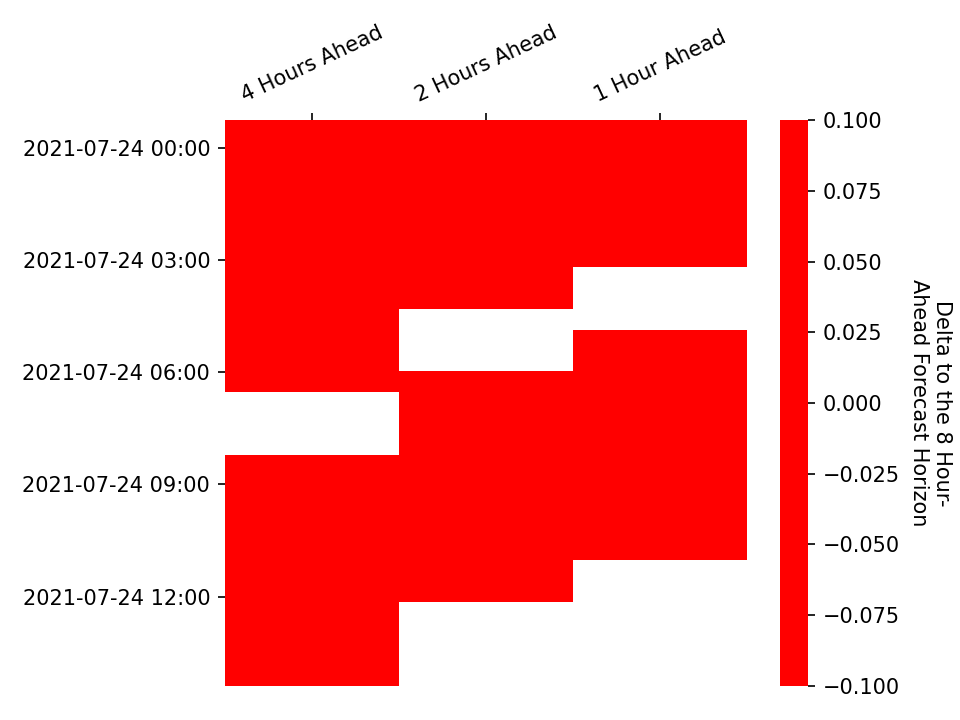 4 Hours Ahead
2 Hours Ahead
1 Hour Ahead
2021-07-24 00:00
2021-07-24 03:00
2021-07-24 06:00
2021-07-24 09:00
2021-07-24 12:00
0.100
0.075
0.050
0.025
0.000
−0.025
−0.050
−0.075
−0.100
Delta to the 8 Hour-
Ahead Forecast Horizon